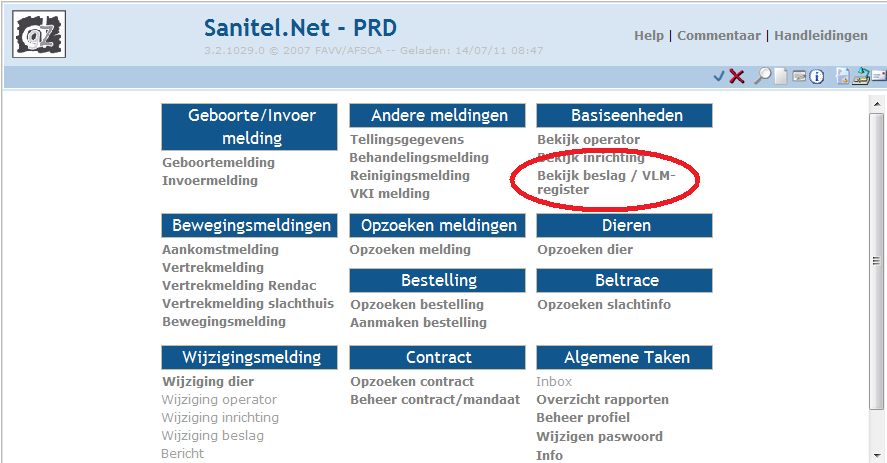 Sanitel.Net - PRD
3.2.1029.0 © 2007 FAVV/AFSCA -- Geladen: 14/07/11 08:47
Help | Commentaar | Handleidingen
Geboorte/Invoer
melding
Geboortemelding
Invoermelding
Andere meldingen
Tellingsgegevens
Behandelingsmelding
Reinigingsmelding
VKI melding
Basiseenheden
Bekijk operator
Bekijk inrichting
Bekijk beslag / VLM-
register
Bewegingsmeldingen
Aankomstmelding
Vertrekmelding
Vertrekmelding Rendac
Vertrekmelding slachthuis
Bewegingsmelding
Opzoeken meldingen
Opzoeken melding
Dieren
Opzoeken dier
Bestelling
Opzoeken bestelling
Aanmaken bestelling
Beltrace
Opzoeken slachtinfo
Wijzigingsmelding
Wijziging dier
Wijziging operator
Wijziging inrichting
Wijziging beslag
Bericht
Contract
Opzoeken contract
Beheer contract/mandaat
Algemene Taken
Inbox
Overzicht rapporten
Beheer profiel
Wijzigen paswoord
Info